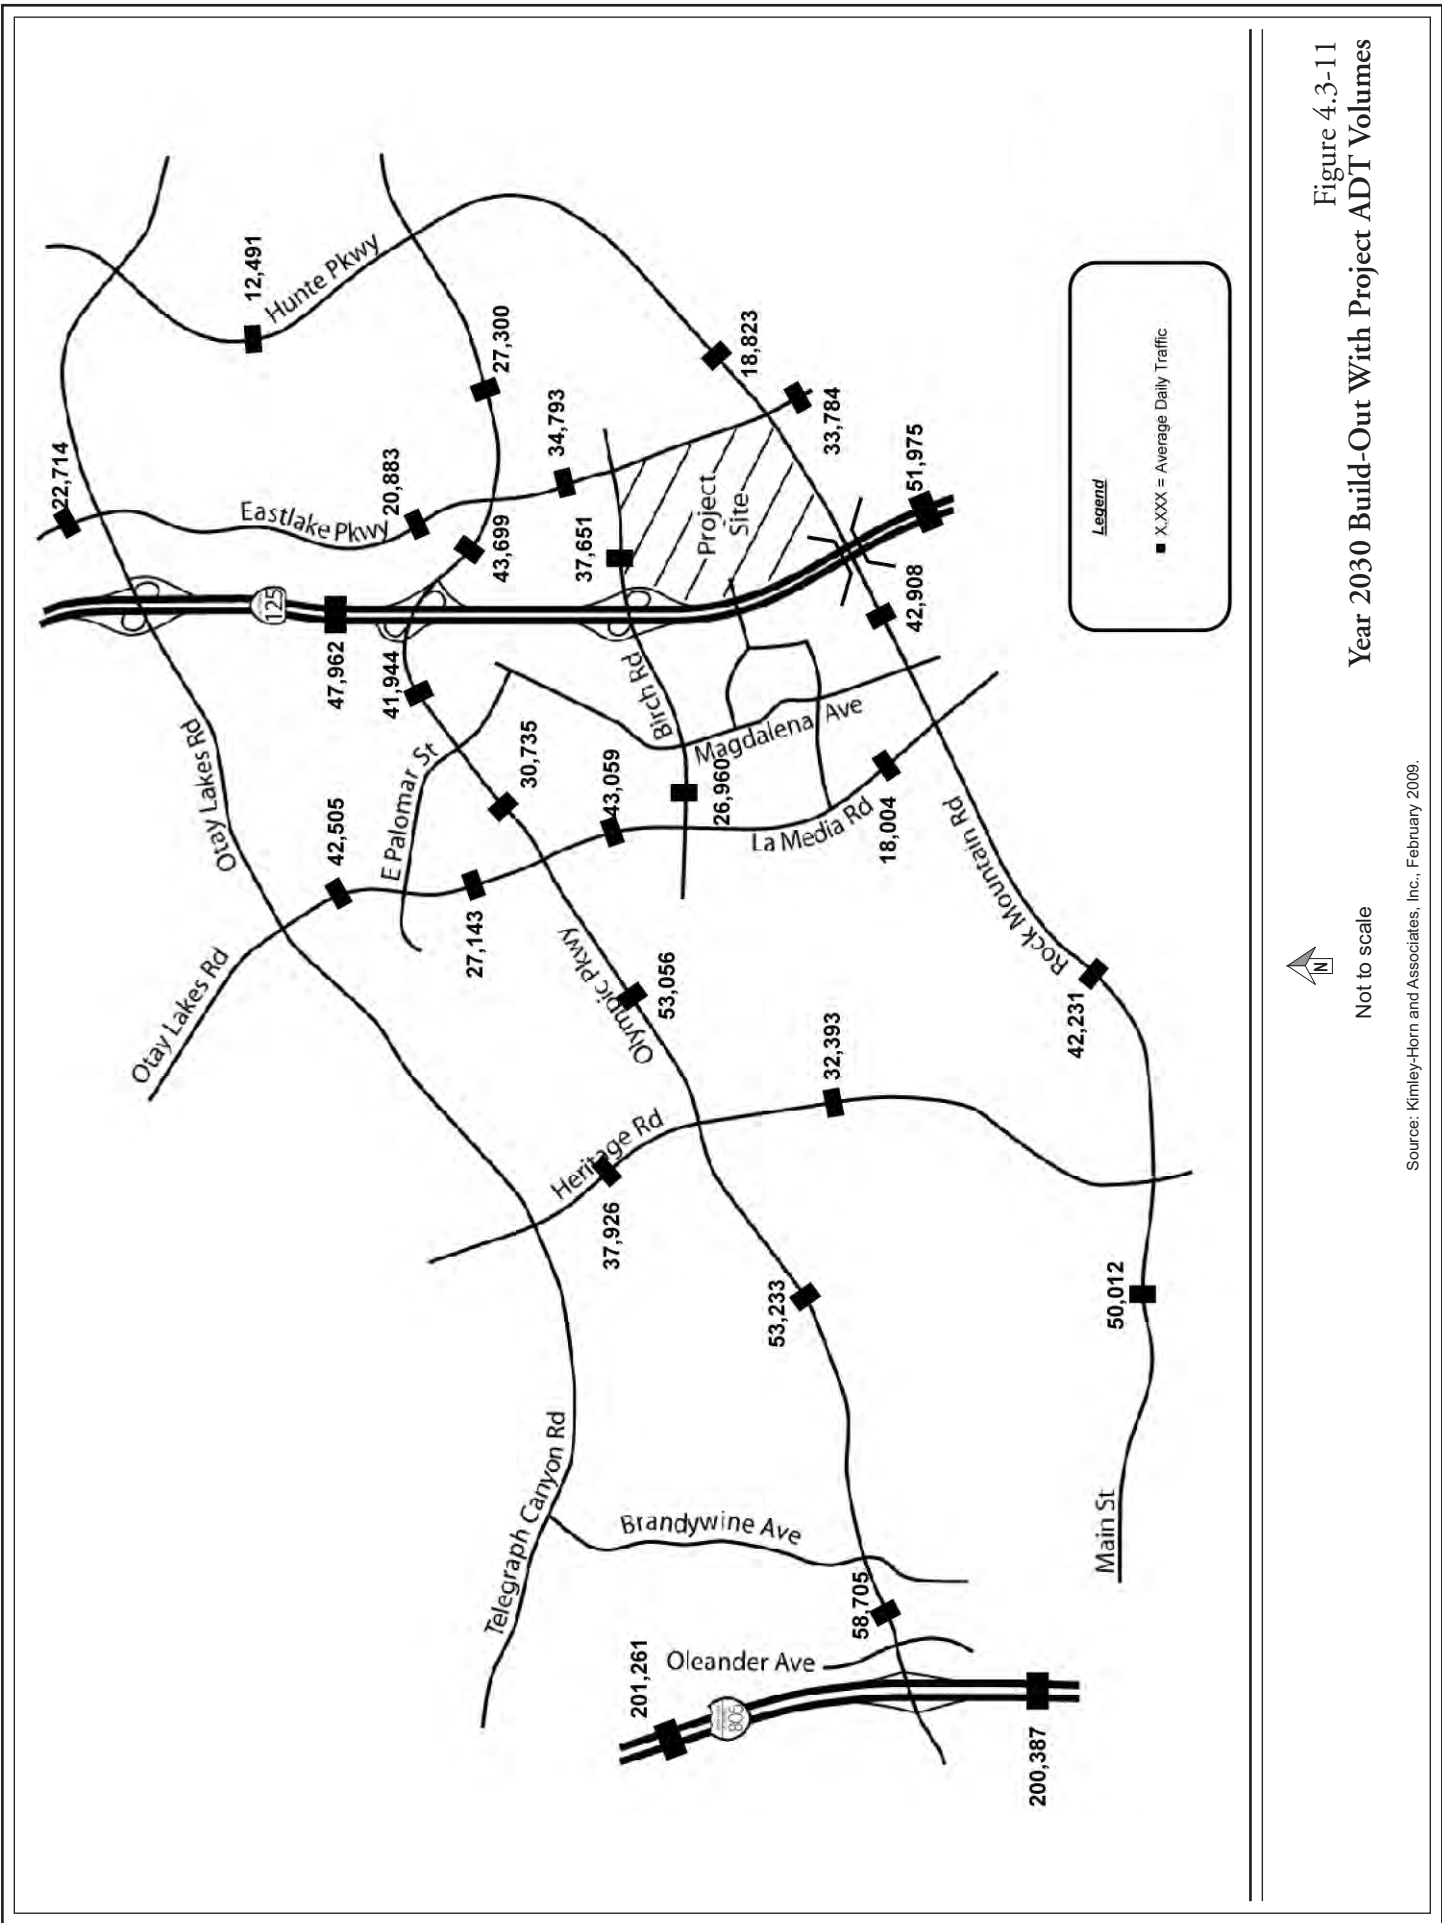 Figure 4.3-11
Year 2030 Build-Out With Project ADT Volumes
22,714
12,491
Hunte Pkwy
Eastlake Pkwy
20,883
27,300
43,699
34,793
37,651
Project
Site
18,823
33,784
51,975
125
47,962
41,944
Otay Lakes Rd
42,505
E Palomar St
30,735
43,059
Birch Rd
Magdalena Ave
26,960
La Media Rd
18,004
42,908
Rock Mountain Rd
42,231
Otay Lakes Rd
27,143
Olympic Pkwy
53,056
Heritage Rd
37,926
32,393
53,233
50,012
Telegraph Canyon Rd
Brandywine Ave
Main St
58,705
Oleander Ave
201,261
805
200,387
Legend
X,XXX = Average Daily Traffic
N
Not to scale
Source: Kimley-Horn and Associates, Inc., February 2009.